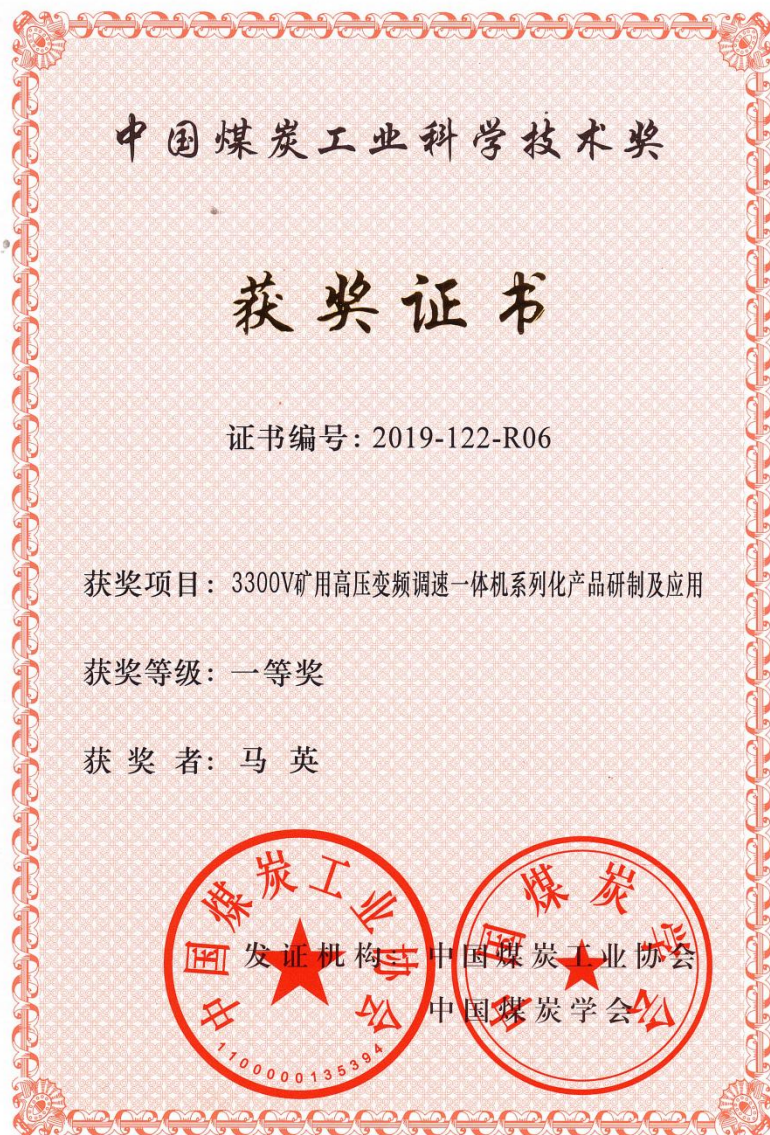 中国煤炭工业科学技术奖
获奖证书
证书编号：2019-122-R06
获奖项目：3300V矿用高压变频调速一体机系列化产品研制及应用
获奖等级：一等奖
获奖者：马英
发证机构：中国煤炭工业协会
中国煤炭学会
中国煤炭工业协会
1100000135394
中国煤炭学会